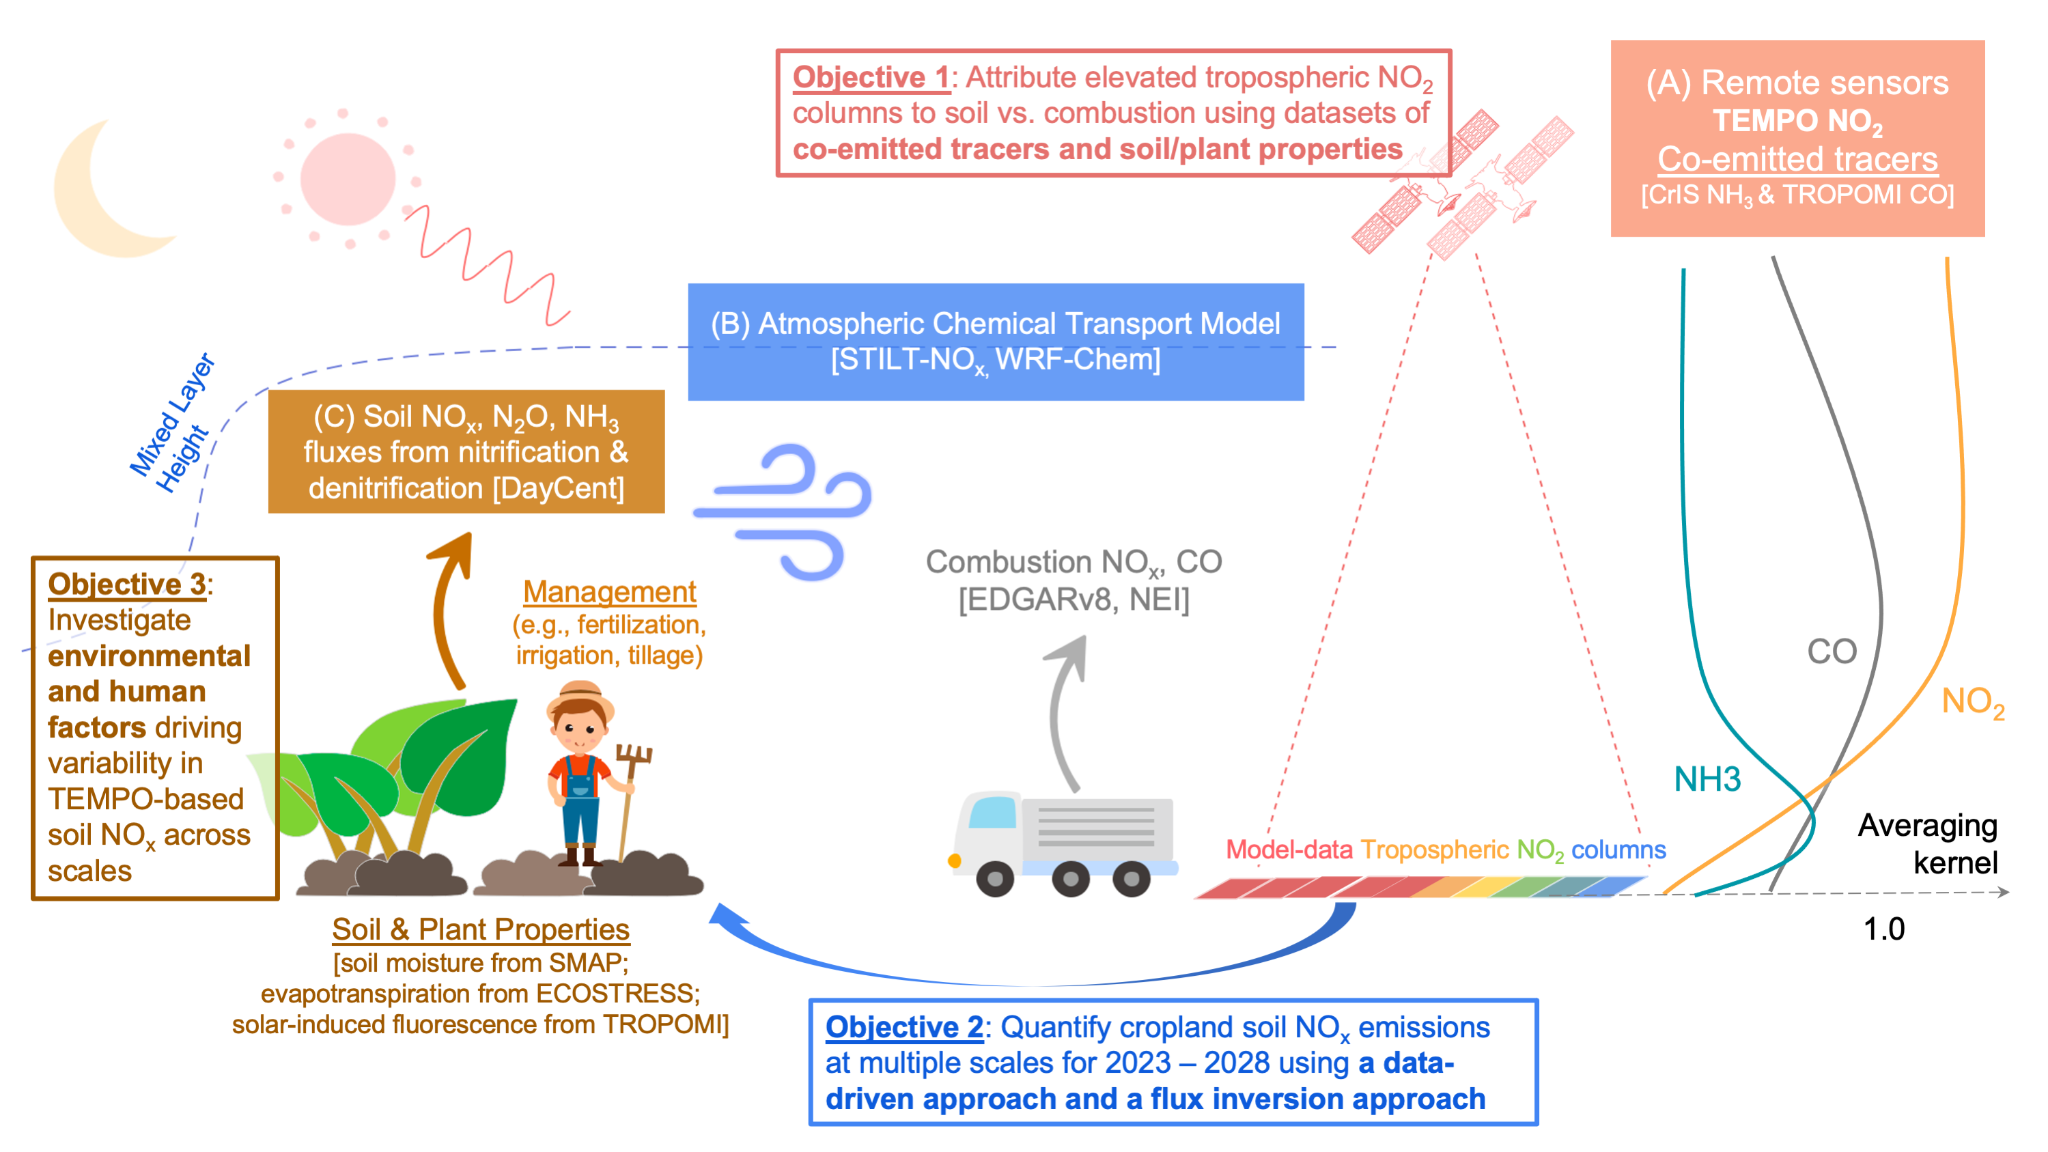 Objective 1: Attribute elevated tropospheric NO₂
columns to soil vs. combustion using datasets of
co-emitted tracers and soil/plant properties
(A) Remote sensors
TEMPO NO₂
Co-emitted tracers
[CrIS NH₃ & TROPOMI CO]
(B) Atmospheric Chemical Transport Model
[STILT-NOₓ, WRF-Chem]
Mixed Layer
Height
(C) Soil NOₓ, N₂O, NH₃
fluxes from nitrification &
denitrification [DayCent]
Combustion NOₓ, CO
[EDGARv8, NEI]
Objective 3:
Investigate
environmental
and human
factors driving
variability in
TEMPO-based
soil NOₓ across
scales
Management
(e.g., fertilization,
irrigation, tillage)
CO
NO₂
NH3
Averaging
kernel
1.0
Model-data Tropospheric NO₂ columns
Soil & Plant Properties
[soil moisture from SMAP;
evapotranspiration from ECOSTRESS;
solar-induced fluorescence from TROPOMI]
Objective 2: Quantify cropland soil NOₓ emissions
at multiple scales for 2023 – 2028 using a data-
driven approach and a flux inversion approach